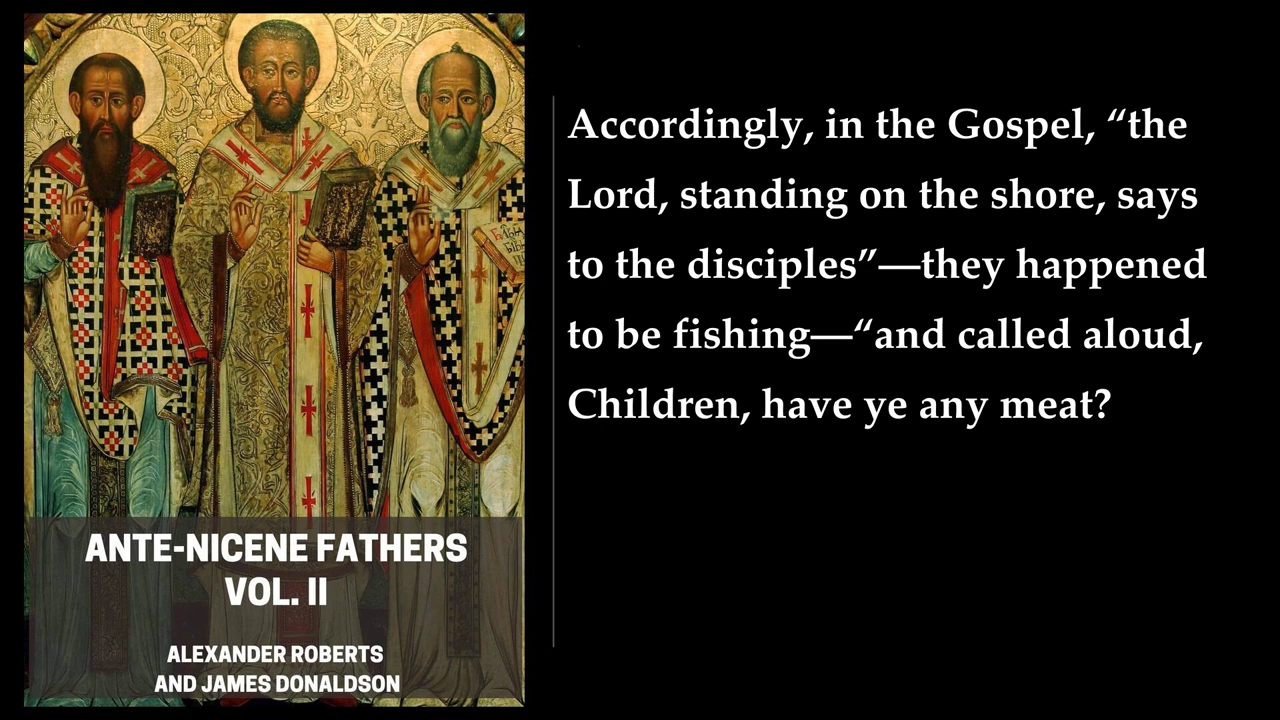 ANTE-NICENE FATHERS
VOL. II
ALEXANDER ROBERTS
AND JAMES DONALDSON
Accordingly, in the Gospel, “the
Lord, standing on the shore, says
to the disciples”—they happened
to be fishing—“and called aloud,
Children, have ye any meat?